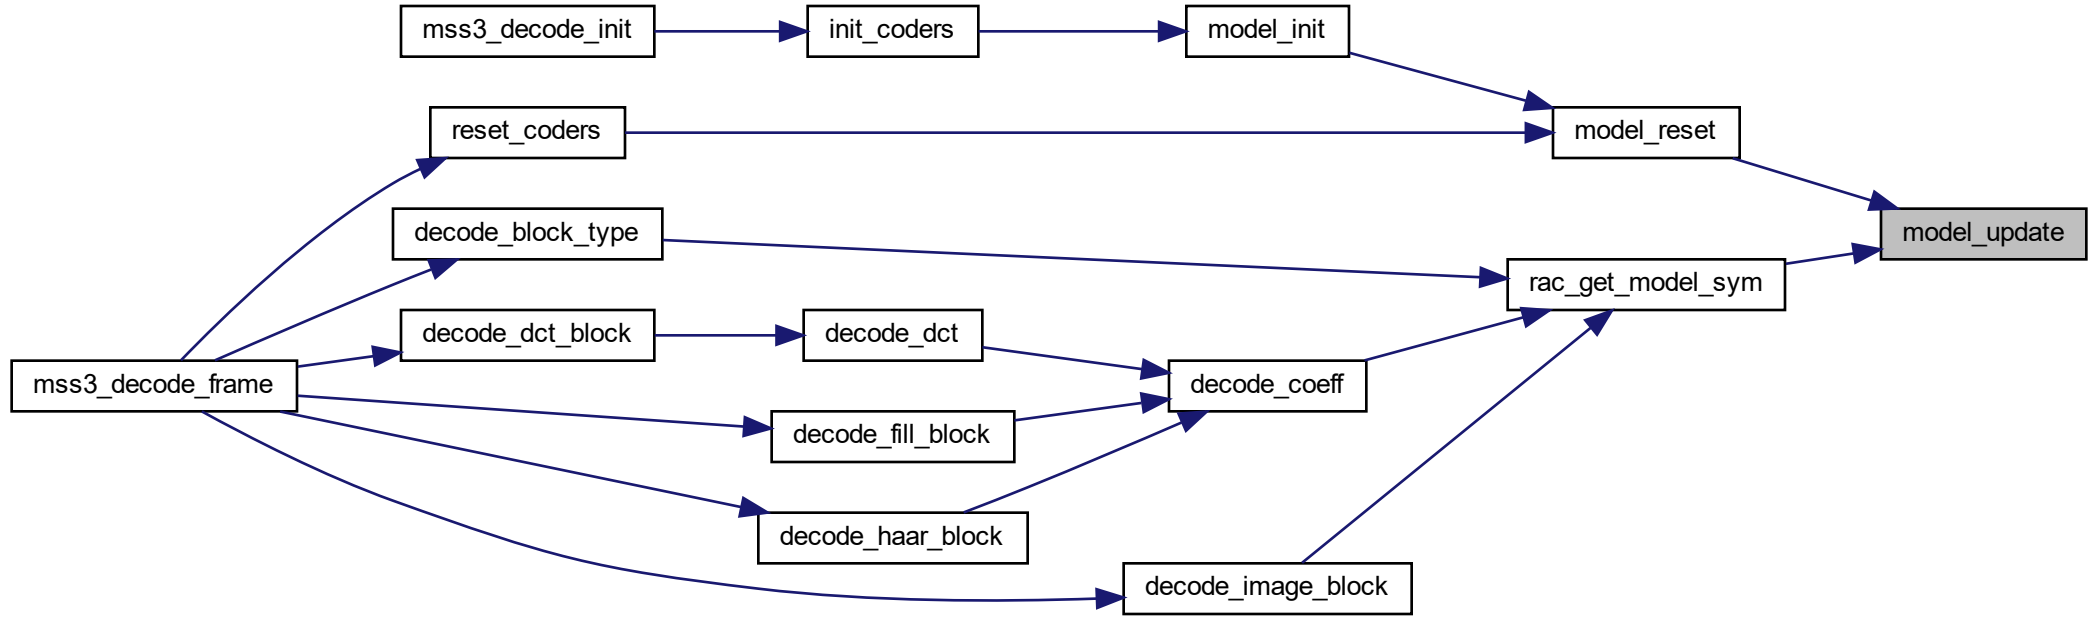 mss3_decode_init
init_coders
model_init
reset_coders
model_reset
decode_block_type
model_update
rac_get_model_sym
decode_dct_block
decode_dct
mss3_decode_frame
decode_coeff
decode_fill_block
decode_haar_block
decode_image_block